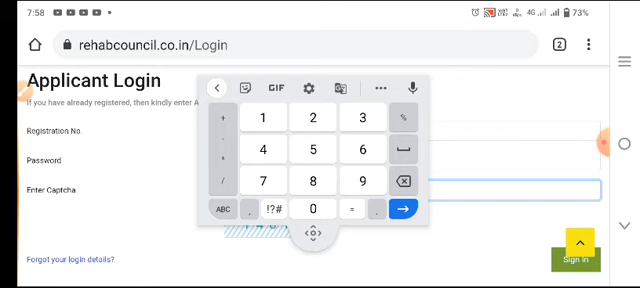 7:58 4G 73%
rehabcouncil.co.in/Login 2
Applicant Login
If you have already registered, then kindly enter A
Registration No.
Password
Enter Captcha
GIF
+ 1 2 3 %
- 4 5 6
* 7 8 9
/
ABC , !?# 0 = .
Forgot your login details?
Sign In